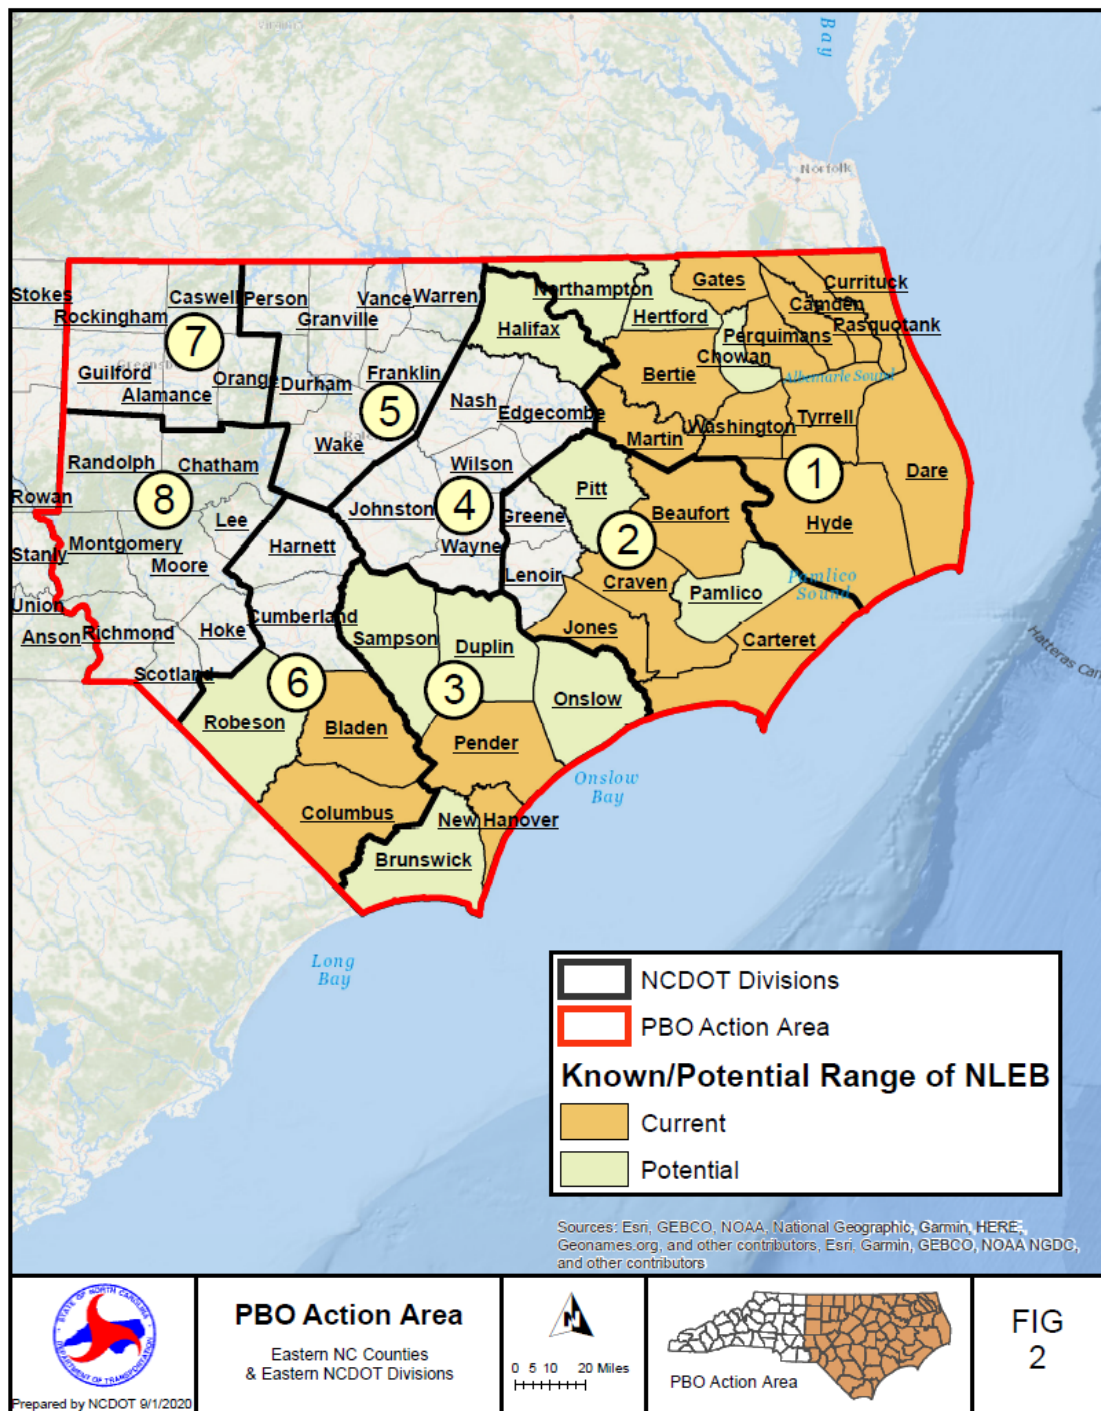 Bay
Norfolk
Stokes
Rockingham
Caswell
Person
Granville
Vance
Warren
Northampton
Gates
Currituck
Camden
Pasquotank
Perquimans
Hertford
Chowan
Halifax
7
Guilford
Alamance
Orange
Durham
Franklin
5
Wake
Nash
Edgecombe
Bertie
Albemarle Sound
Martin
Washington
Tyrrell
Dare
1
Hyde
Randolph
Chatham
8
Rowan
Lee
Stanly
Montgomery
Moore
Harnett
Wilson
Johnston
4
Wayne
Greene
Lenoir
Pitt
2
Beaufort
Craven
Pamlico
Pamlico
Sound
Jones
Carteret
Union
Anson
Richmond
Hoke
Scotland
Cumberland
Sampson
Duplin
3
Onslow
6
Robeson
Bladen
Pender
Columbus
New Hanover
Brunswick
Onslow
Bay
Long
Bay
NCDOT Divisions
PBO Action Area
Known/Potential Range of NLEB
Current
Potential
Sources: Esri, GEBCO, NOAA, National Geographic, Garmin, HERE,
Geonames.org, and other contributors, Esri, Garmin, GEBCO, NOAA NGDC,
and other contributors
STATE OF NORTH CAROLINA
DEPARTMENT OF TRANSPORTATION
Prepared by NCDOT 9/1/2020
PBO Action Area
Eastern NC Counties
& Eastern NCDOT Divisions
N
0 5 10 20 Miles
PBO Action Area
FIG
2